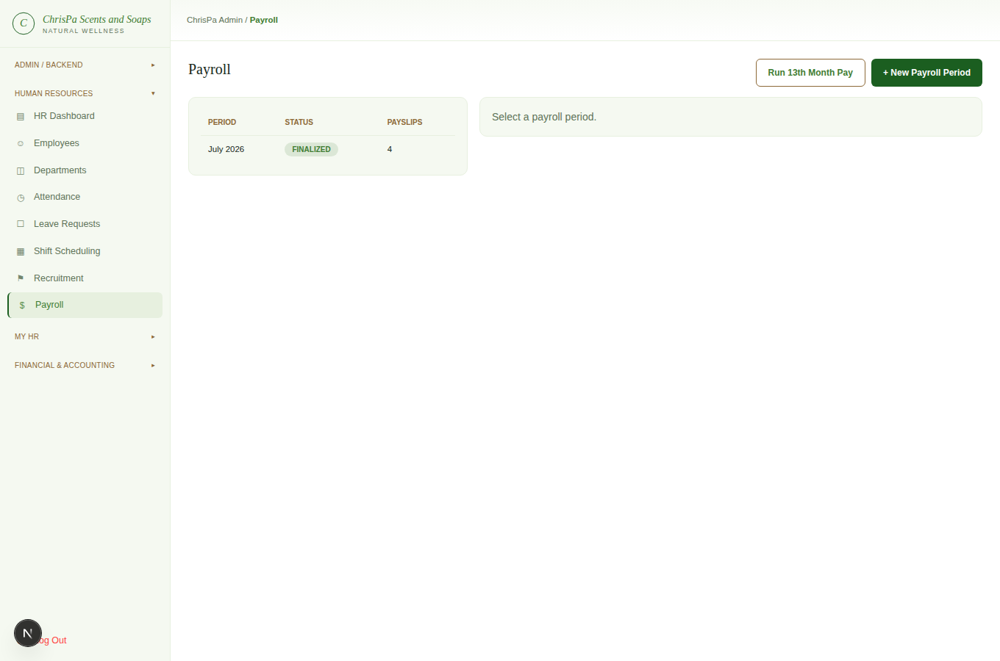 C
ChrisPa Scents and Soaps
NATURAL WELLNESS
ADMIN / BACKEND
HUMAN RESOURCES
HR Dashboard
Employees
Departments
Attendance
Leave Requests
Shift Scheduling
Recruitment
$ Payroll
MY HR
FINANCIAL & ACCOUNTING
N
og Out
ChrisPa Admin / Payroll
Payroll
Run 13th Month Pay
+ New Payroll Period
PERIOD STATUS PAYSLIPS
July 2026 FINALIZED 4
Select a payroll period.